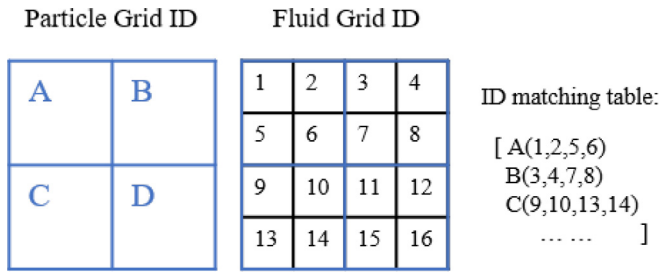 Particle Grid ID
Fluid Grid ID
A B
C D
1 2 3 4
5 6 7 8
9 10 11 12
13 14 15 16
ID matching table:
[ A(1,2,5,6)
B(3,4,7,8)
C(9,10,13,14)
... ... ]